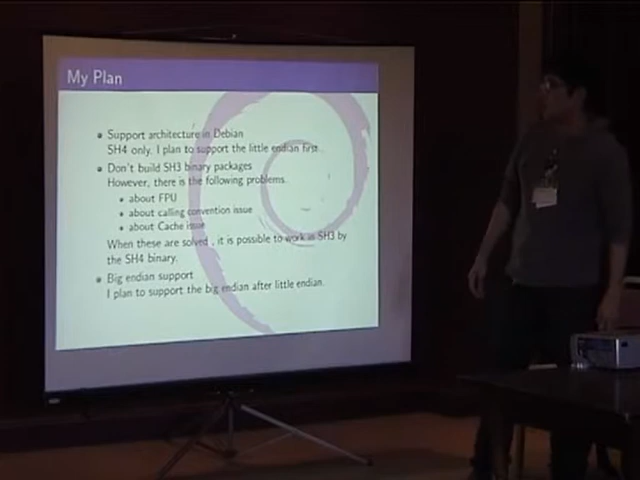 My Plan
Support architecture in Debian
SH4 only. I plan to support the little endian first.
Don't build SH3 binary packages
However, there is the following problems.
about FPU
about calling convention issue
about Cache issue
When these are solved , it is possible to work as SH3 by
the SH4 binary.
Big endian support
I plan to support the big endian after little endian.